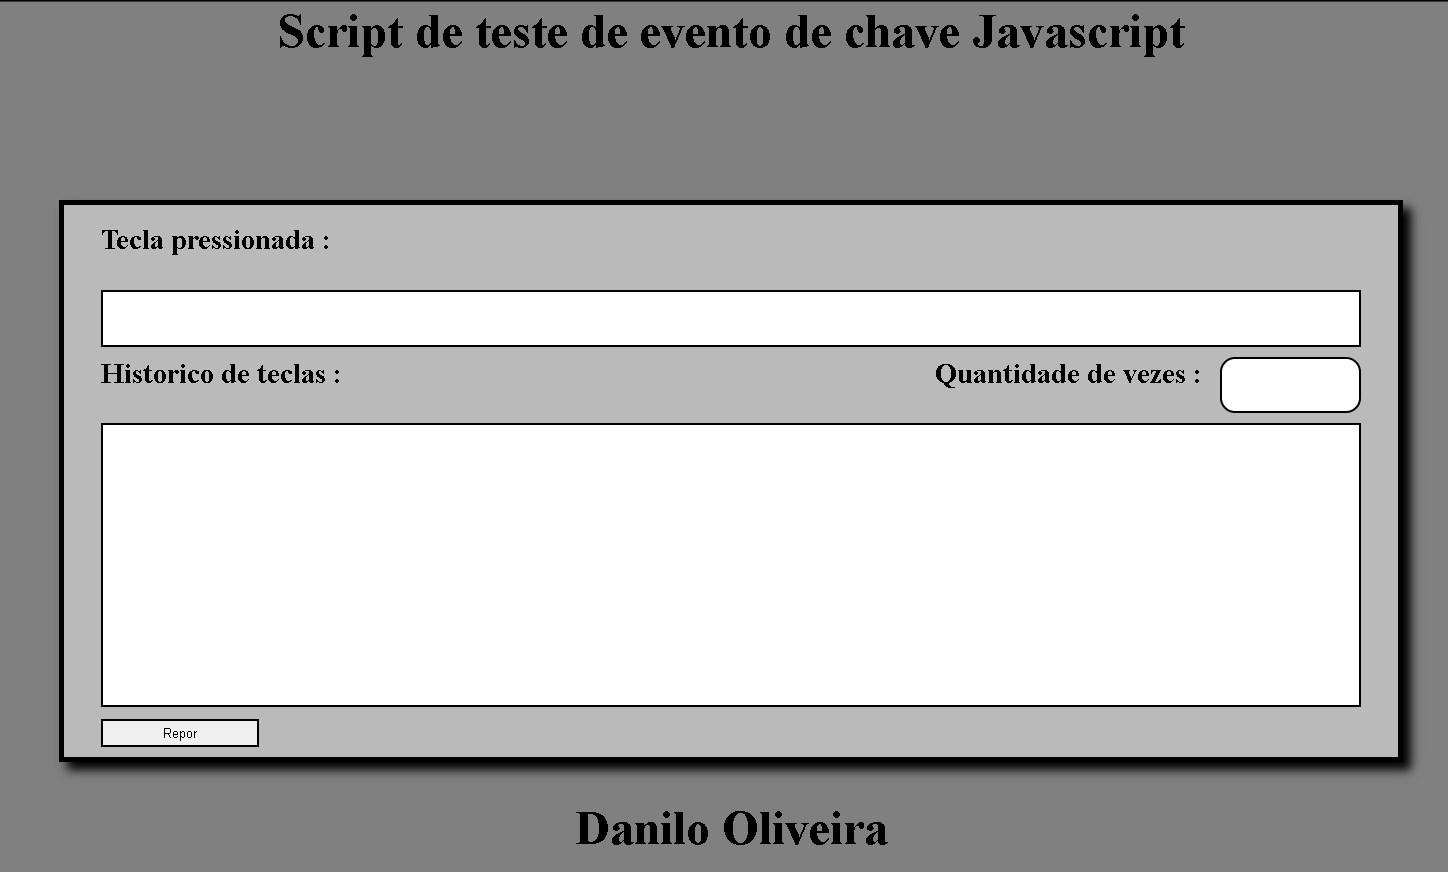 Script de teste de evento de chave Javascript
Tecla pressionada :
Historico de teclas :
Quantidade de vezes :
Repor
Danilo Oliveira